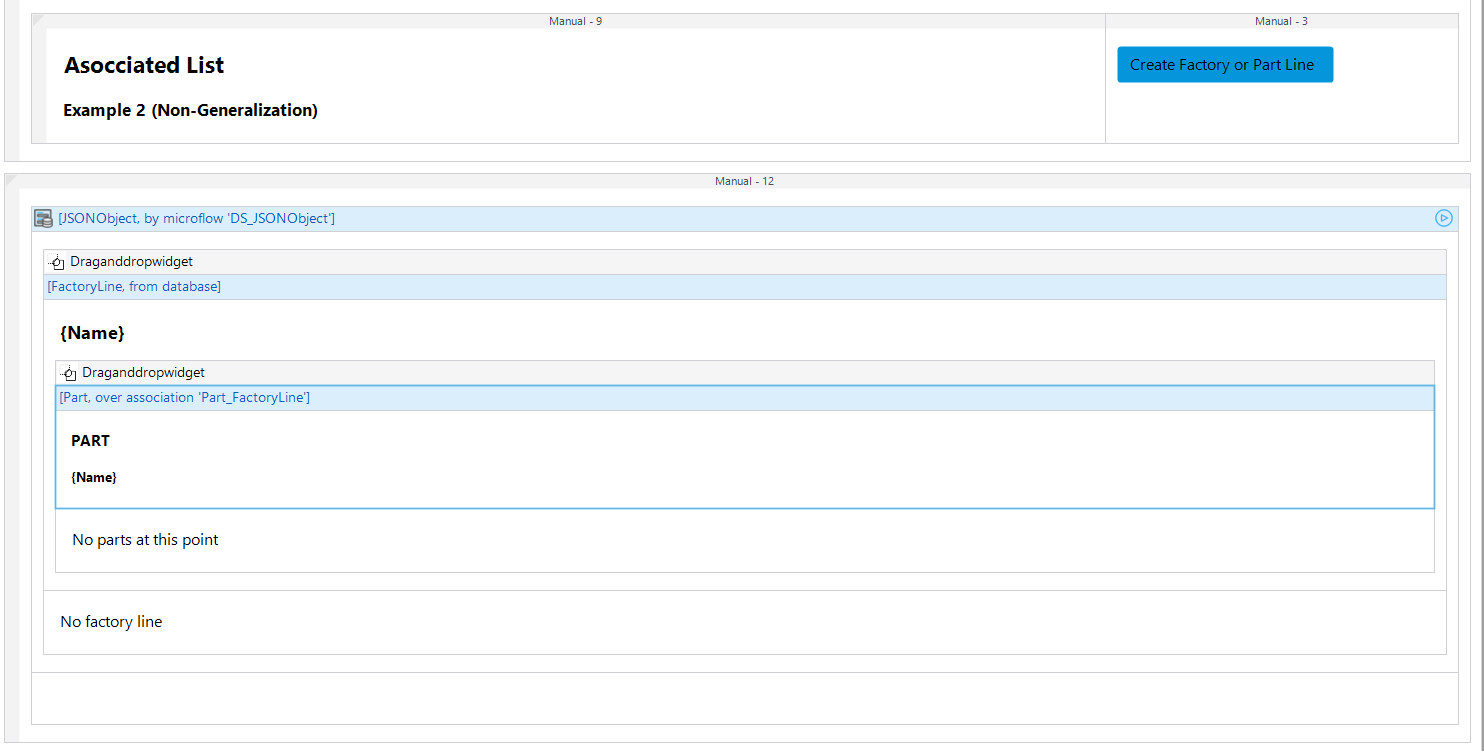 Manual - 9
Manual - 3
Asocciated List
Create Factory or Part Line
Example 2 (Non-Generalization)
Manual - 12
[JSONObject, by microflow 'DS_JSONObject']
Draganddropwidget
[FactoryLine, from database]
{Name}
Draganddropwidget
[Part, over association 'Part_FactoryLine']
PART
{Name}
No parts at this point
No factory line